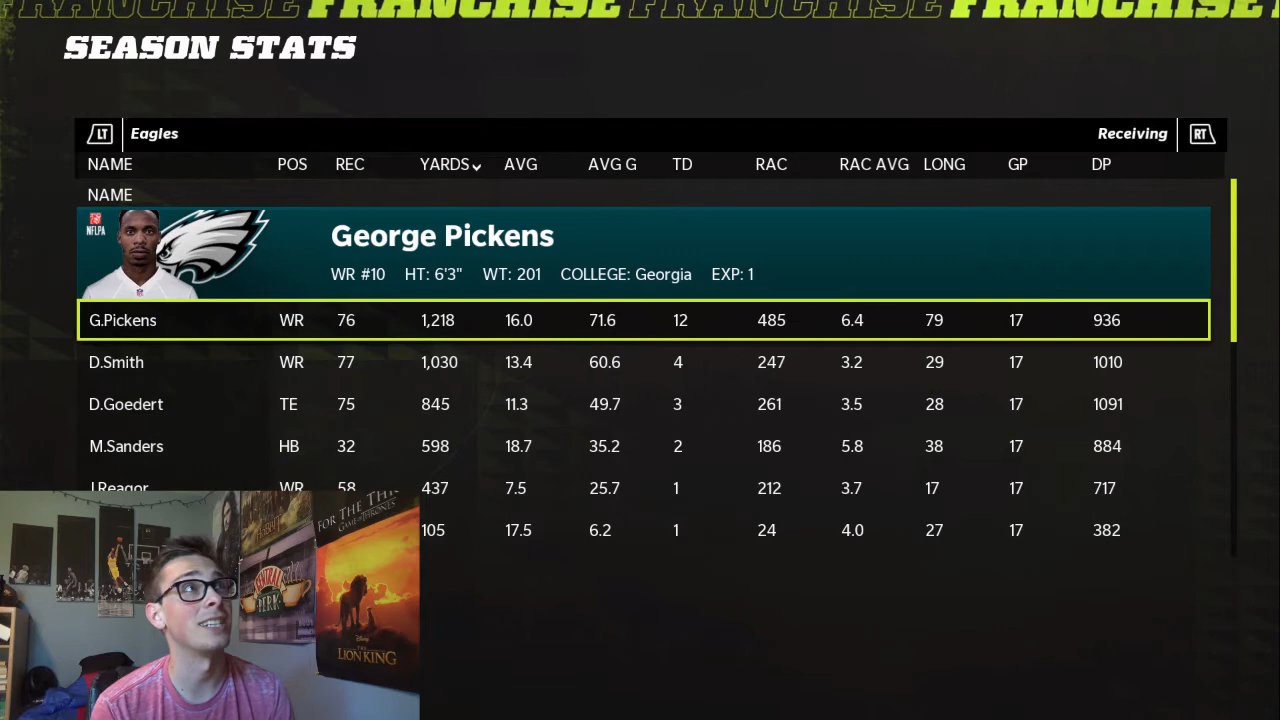 FRANCHISE FRANCHISE FRANCHISE FRANCHISE
SEASON STATS
LT Eagles Receiving RT
NAME POS REC YARDS AVG AVG G TD RAC RAC AVG LONG GP DP
NAME
NFLPA
George Pickens
WR #10 HT: 6'3" WT: 201 COLLEGE: Georgia EXP: 1
G.Pickens WR 76 1,218 16.0 71.6 12 485 6.4 79 17 936
D.Smith WR 77 1,030 13.4 60.6 4 247 3.2 29 17 1010
D.Goedert TE 75 845 11.3 49.7 3 261 3.5 28 17 1091
M.Sanders HB 32 598 18.7 35.2 2 186 5.8 38 17 884
J.Reagor WR 58 437 7.5 25.7 1 212 3.7 17 17 717
105 17.5 6.2 1 24 4.0 27 17 382
FOR THE THR
GAME OF THRONES
HOBBIT
CENTRAL
PERK
Disney
THE
LION KING